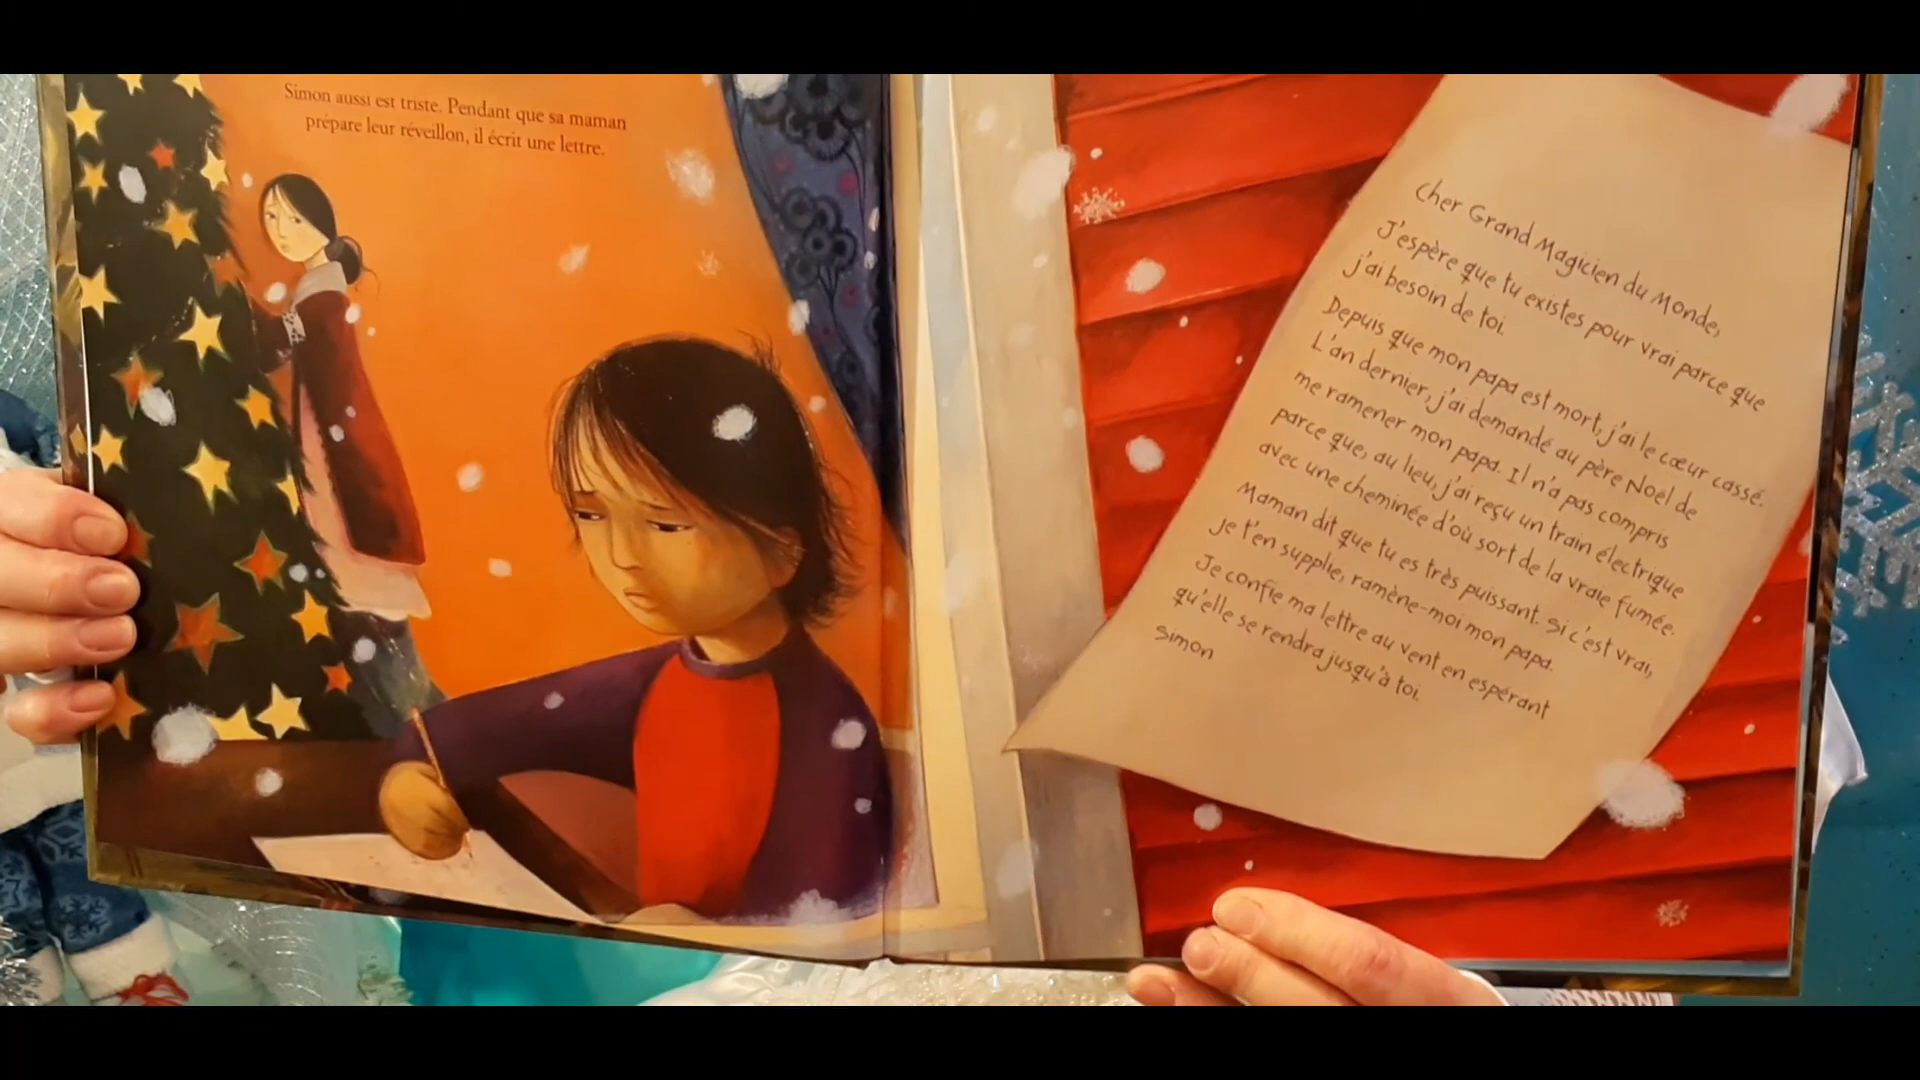 Simon aussi est triste. Pendant que sa maman
prépare leur réveillon, il écrit une lettre.
Cher Grand Magicien du Monde,
J'espère que tu existes pour vrai parce que
j'ai besoin de toi.
Depuis que mon papa est mort, j'ai le cœur cassé.
L'an dernier, j'ai demandé au père Noël de
me ramener mon papa. Il n'a pas compris
parce que, au lieu, j'ai reçu un train électrique
avec une cheminée d'où sort de la vraie fumée.
Maman dit que tu es très puissant. Si c'est vrai,
je t'en supplie, ramène-moi mon papa.
Je confie ma lettre au vent en espérant
qu'elle se rendra jusqu'à toi.
Simon